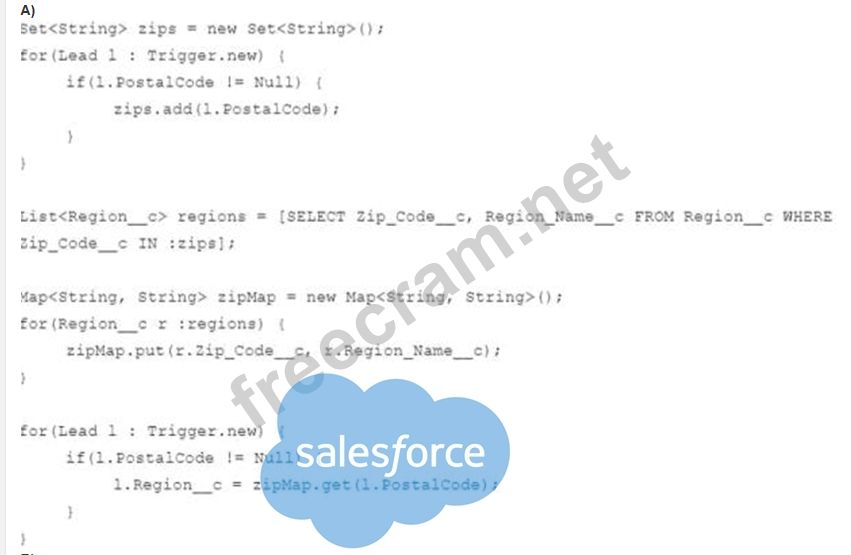 A)
Set<String> zips = new Set<String>();
for(Lead l : Trigger.new) {
if(l.PostalCode != Null) {
zips.add(l.PostalCode);
}
}
List<Region__c> regions = [SELECT Zip_Code__c, Region_Name__c FROM Region__c WHERE
Zip_Code__c IN :zips];
Map<String, String> zipMap = new Map<String, String>();
for(Region__c r :regions) {
zipMap.put(r.Zip_Code__c, r.Region_Name__c);
}
for(Lead l : Trigger.new) {
if(l.PostalCode != Null)
l.Region__c = zipMap.get(l.PostalCode);
}
}
freecram.net
salesforce